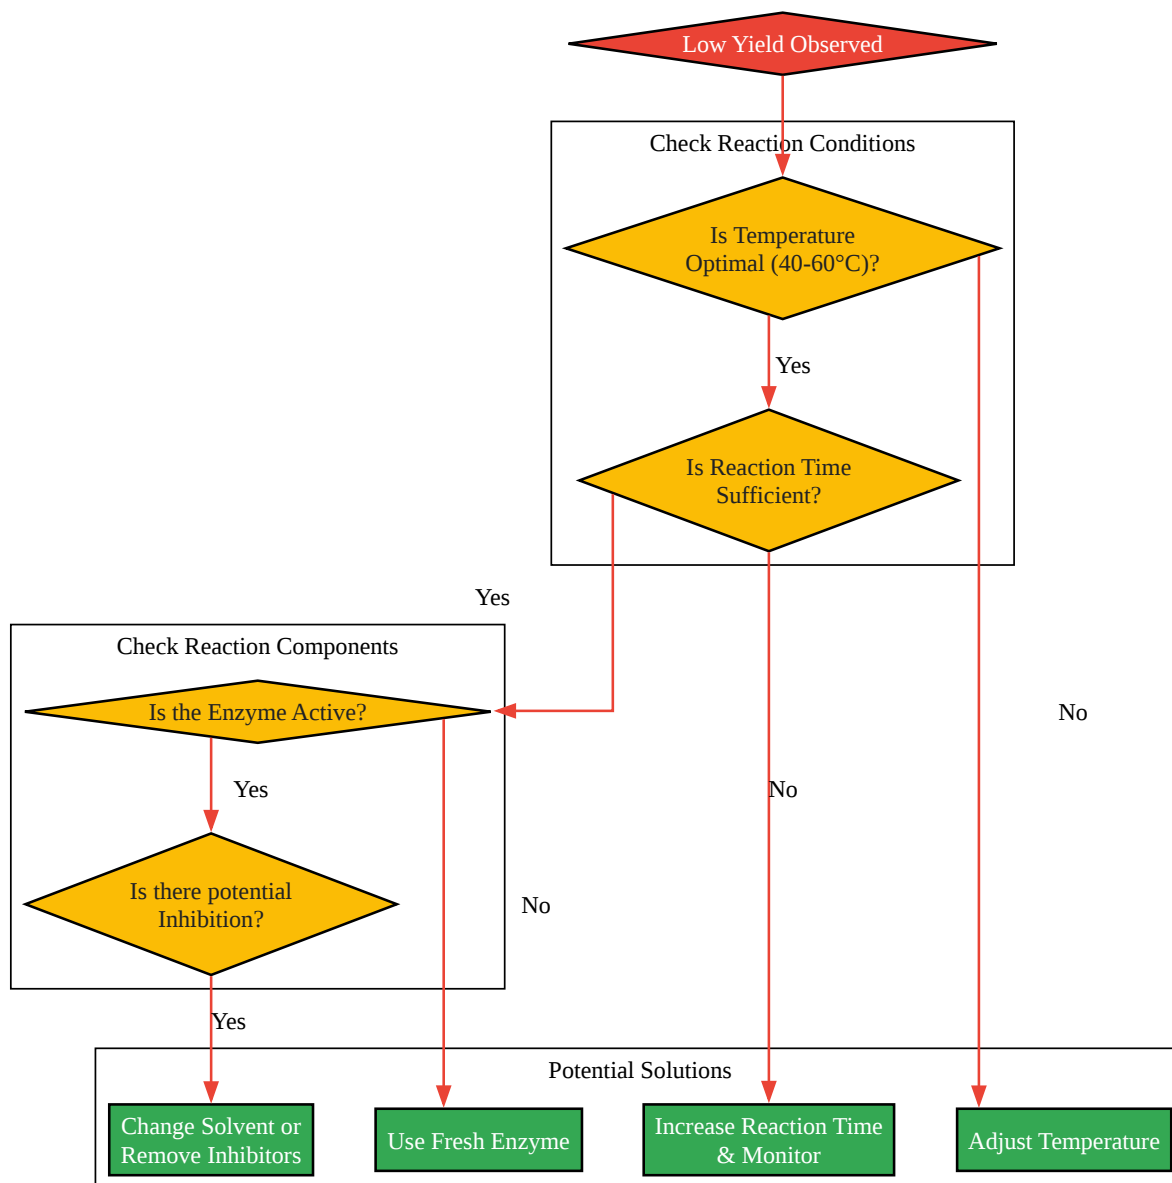 Low Yield Observed
Check Reaction Conditions
Is Temperature
Optimal (40-60°C)?
Yes
Is Reaction Time
Sufficient?
Yes
Check Reaction Components
Is the Enzyme Active?
No
Yes
No
Is there potential
Inhibition?
No
Yes
Potential Solutions
Change Solvent or
Remove Inhibitors
Use Fresh Enzyme
Increase Reaction Time
& Monitor
Adjust Temperature